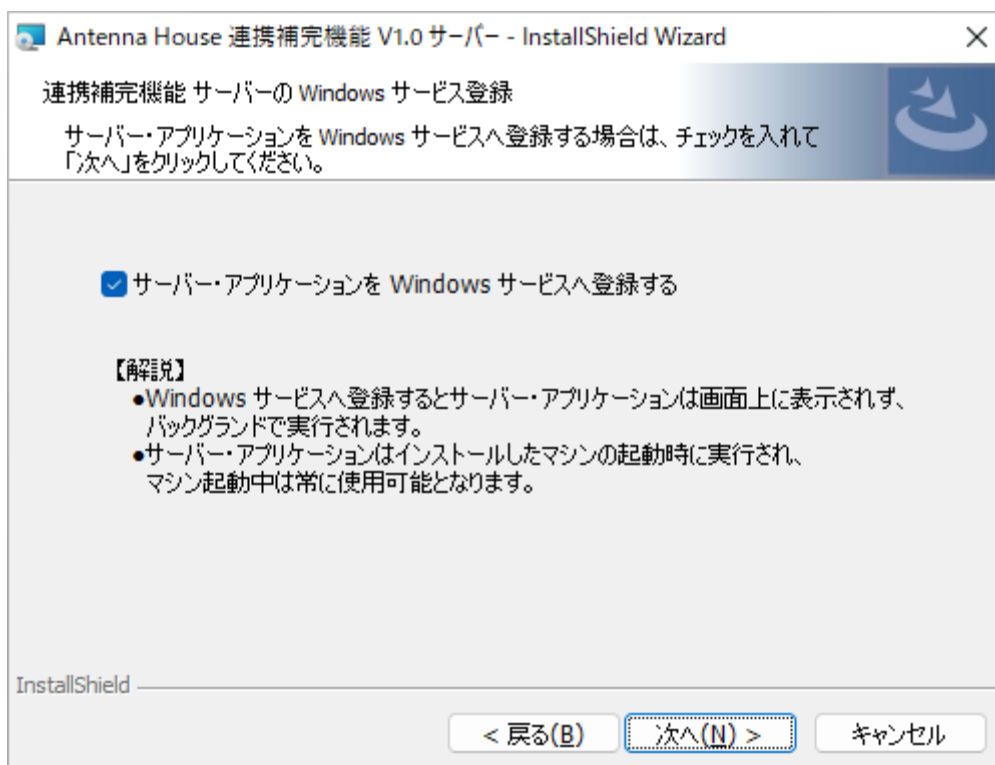 Antenna House 連携補完機能 V1.0 サーバー - InstallShield Wizard
連携補完機能 サーバーの Windows サービス登録
サーバー・アプリケーションを Windows サービスへ登録する場合は、チェックを入れて
「次へ」をクリックしてください。
サーバー・アプリケーションを Windows サービスへ登録する
【解説】
●Windows サービスへ登録するとサーバー・アプリケーションは画面上に表示されず、
バックグランドで実行されます。
●サーバー・アプリケーションはインストールしたマシンの起動時に実行され、
マシン起動中は常に使用可能となります。
InstallShield
< 戻る(B) 次へ(N) > キャンセル